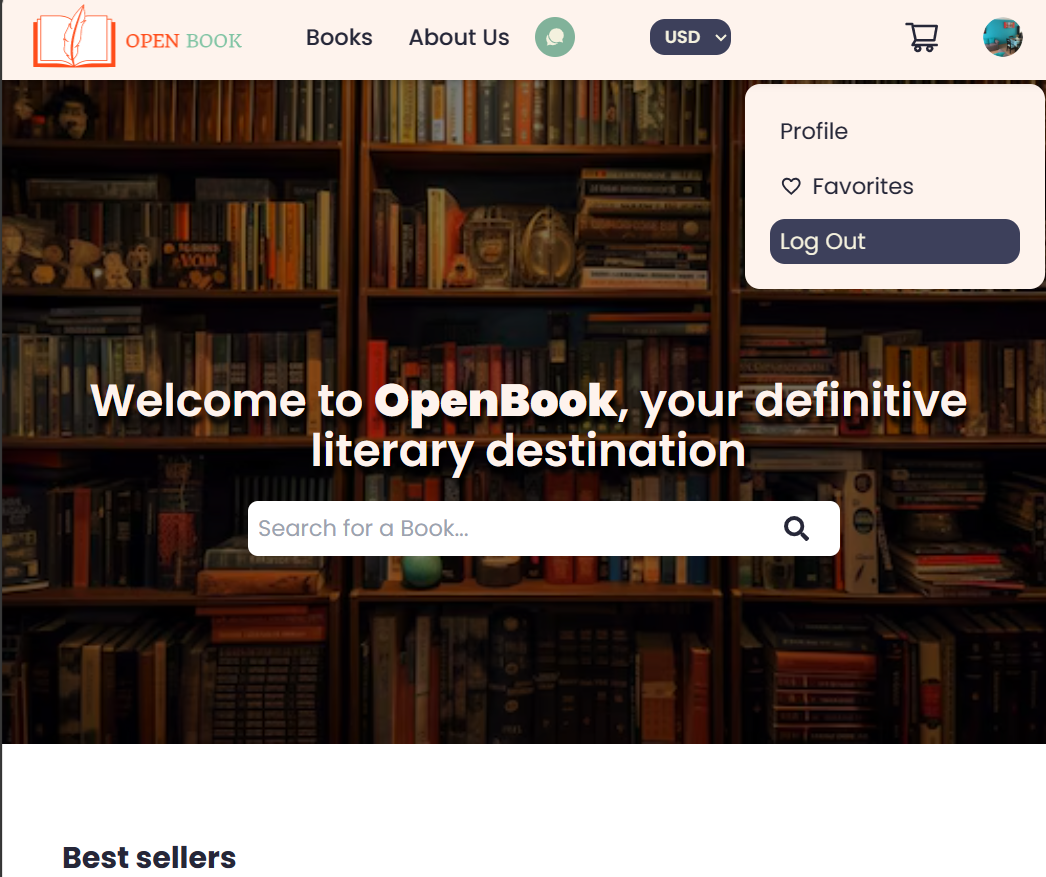 OPEN BOOK
Books
About Us
USD
Profile
Favorites
Log Out
Welcome to OpenBook, your definitive
literary destination
Search for a Book...
Best sellers